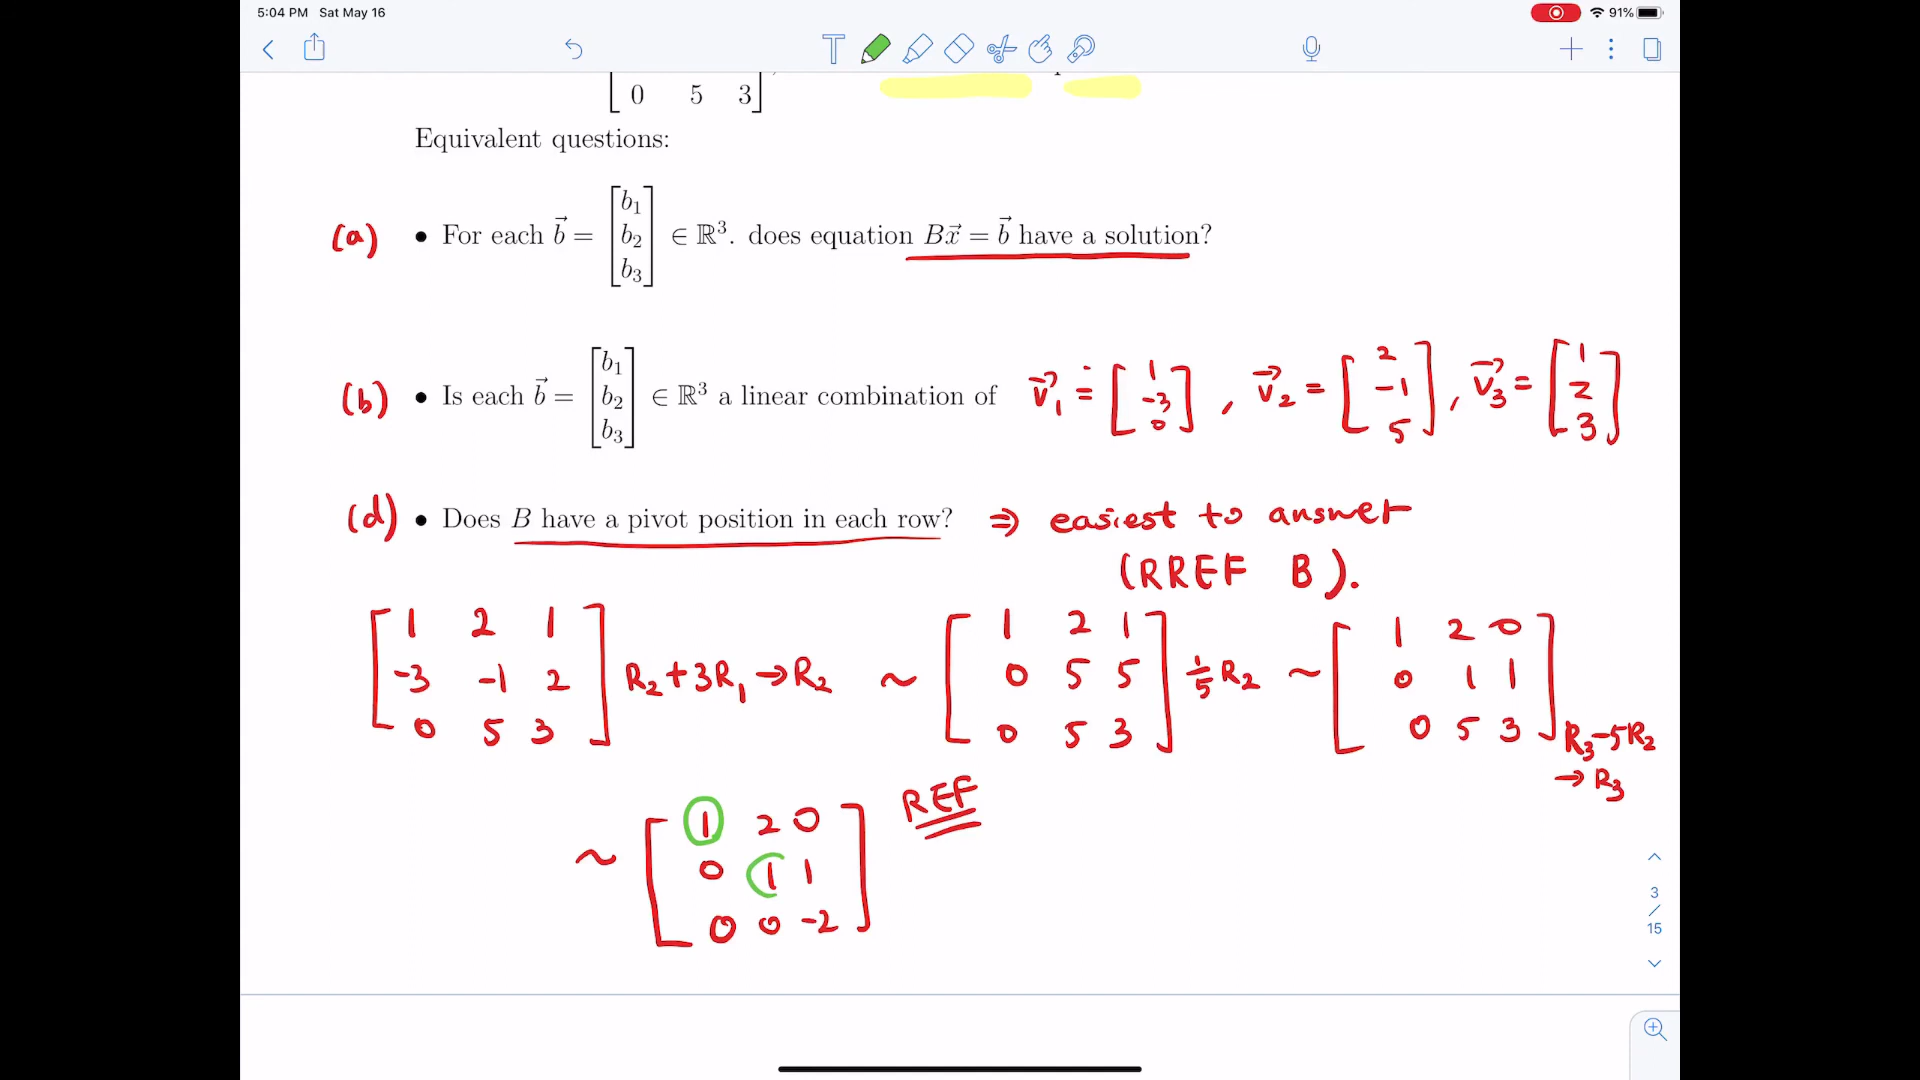 5:04 PM Sat May 16
91%
0 5 3
Equivalent questions:
(a) • For each b⃗ = [b₁ b₂ b₃] ∈ ℝ³. does equation Bx⃗ = b⃗ have a solution?
(b) • Is each b⃗ = [b₁ b₂ b₃] ∈ ℝ³ a linear combination of v⃗₁ = [1 -3 0], v⃗₂ = [2 -1 5], v⃗₃ = [1 2 3]
(d) • Does B have a pivot position in each row? ⇒ easiest to answer
(RREF B).
[1 2 1 ~ [1 2 1 ~ [1 2 0
-3 -1 2 R₂+3R₁→R₂ 0 5 5 ⅕R₂ 0 1 1
0 5 3] 0 5 3] 0 5 3] R₃-5R₂
→R₃
~ [1 2 0 REF
0 1 1
0 0 -2]
3
/
15